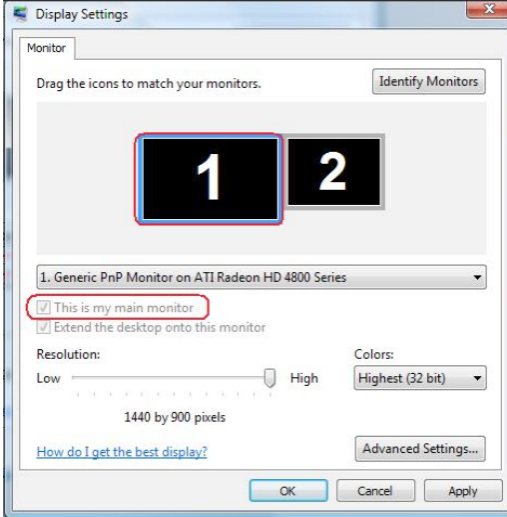 Display Settings
Monitor
Drag the icons to match your monitors.
Identify Monitors
1
2
1. Generic PnP Monitor on ATI Radeon HD 4800 Series
This is my main monitor
Extend the desktop onto this monitor
Resolution:
Colors:
Low
High
Highest (32 bit)
1440 by 900 pixels
How do I get the best display?
Advanced Settings...
OK
Cancel
Apply